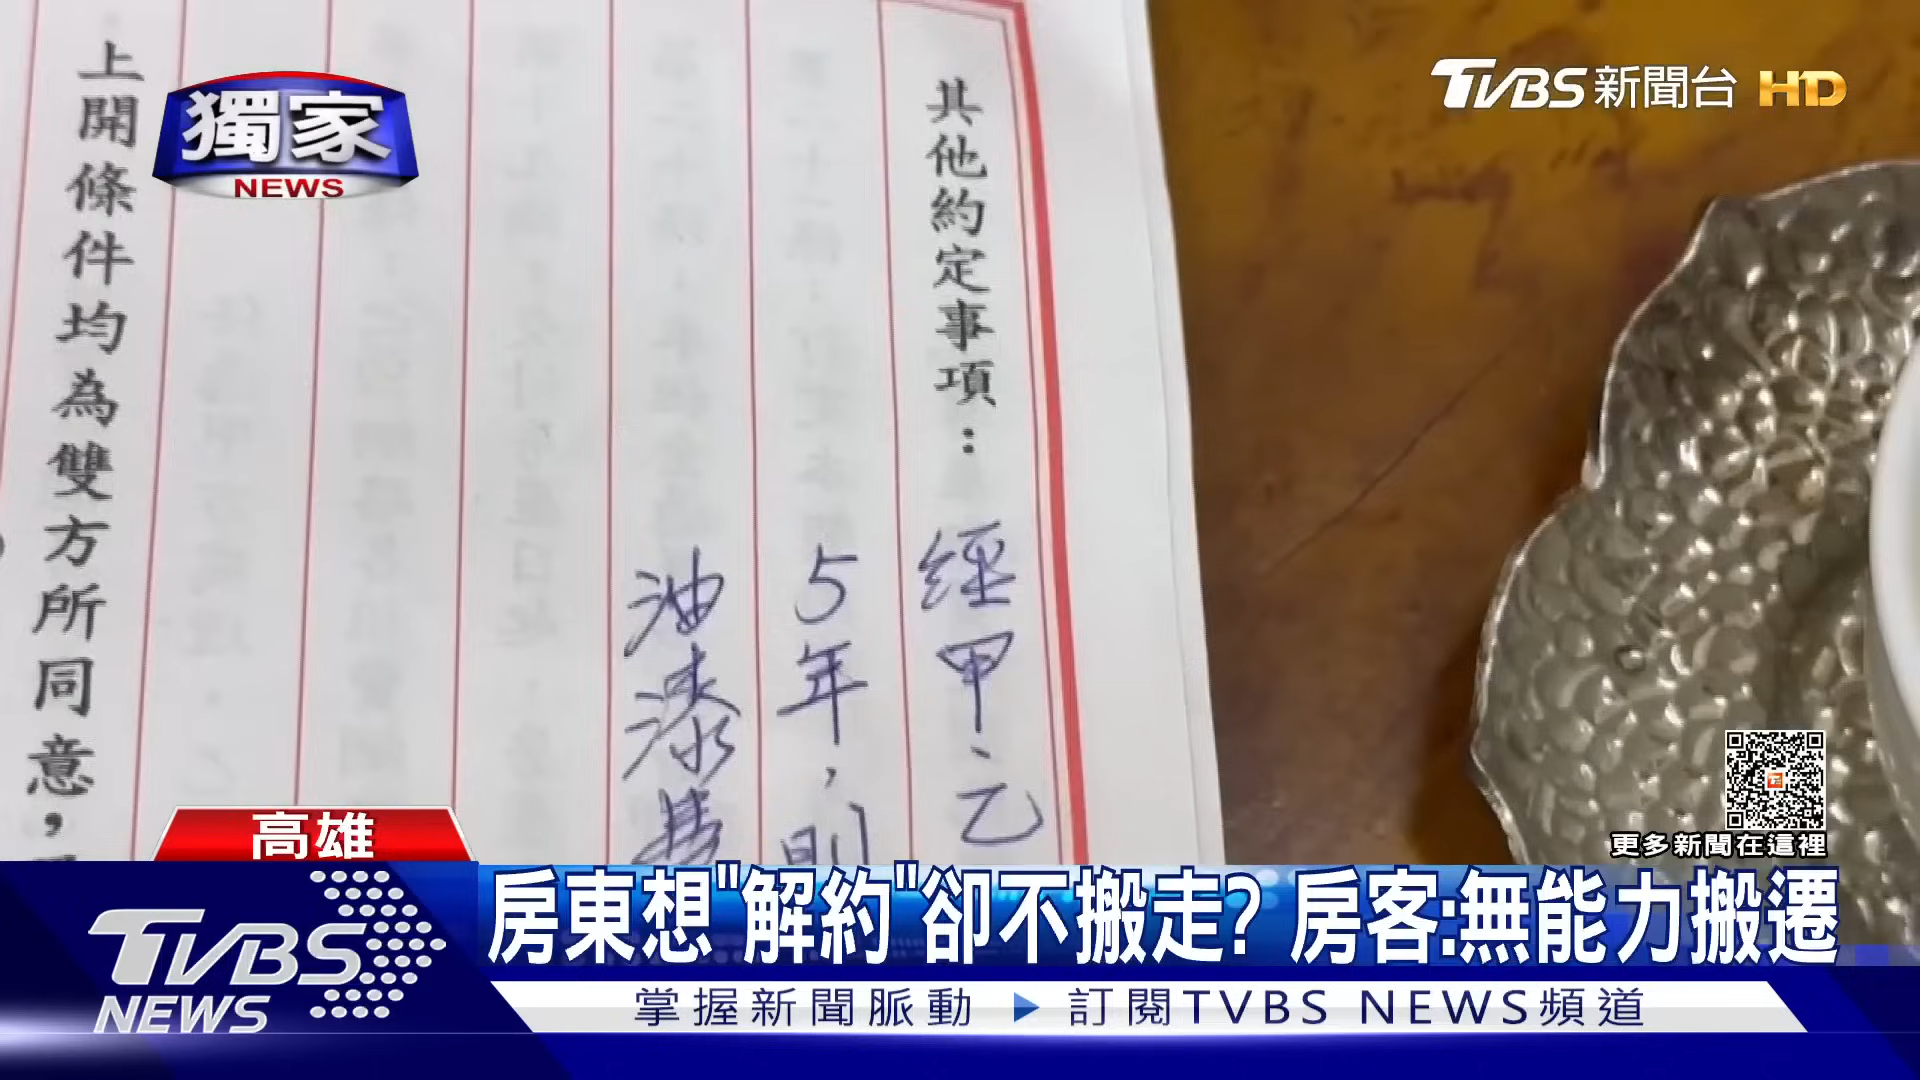 獨家
NEWS
TVBS新聞台 HD
其他約定事項：經甲、乙
5年，則
油漆費
上開條件均為雙方所同意，
更多新聞在這裡
高雄
房東想"解約"卻不搬走? 房客:無能力搬遷
TVBS
NEWS
掌握新聞脈動 ▶ 訂閱TVBS NEWS頻道